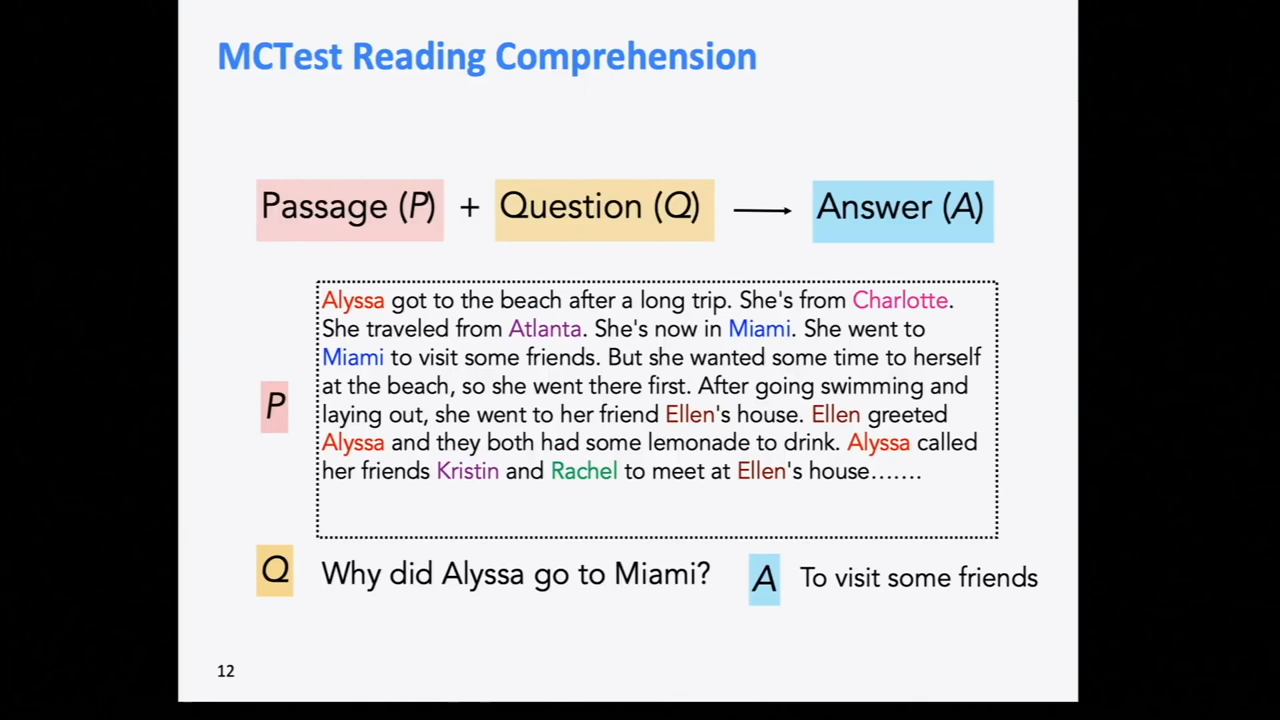 MCTest Reading Comprehension
Passage (P) + Question (Q) → Answer (A)
P
Alyssa got to the beach after a long trip. She's from Charlotte.
She traveled from Atlanta. She's now in Miami. She went to
Miami to visit some friends. But she wanted some time to herself
at the beach, so she went there first. After going swimming and
laying out, she went to her friend Ellen's house. Ellen greeted
Alyssa and they both had some lemonade to drink. Alyssa called
her friends Kristin and Rachel to meet at Ellen's house…….
Q Why did Alyssa go to Miami? A To visit some friends
12